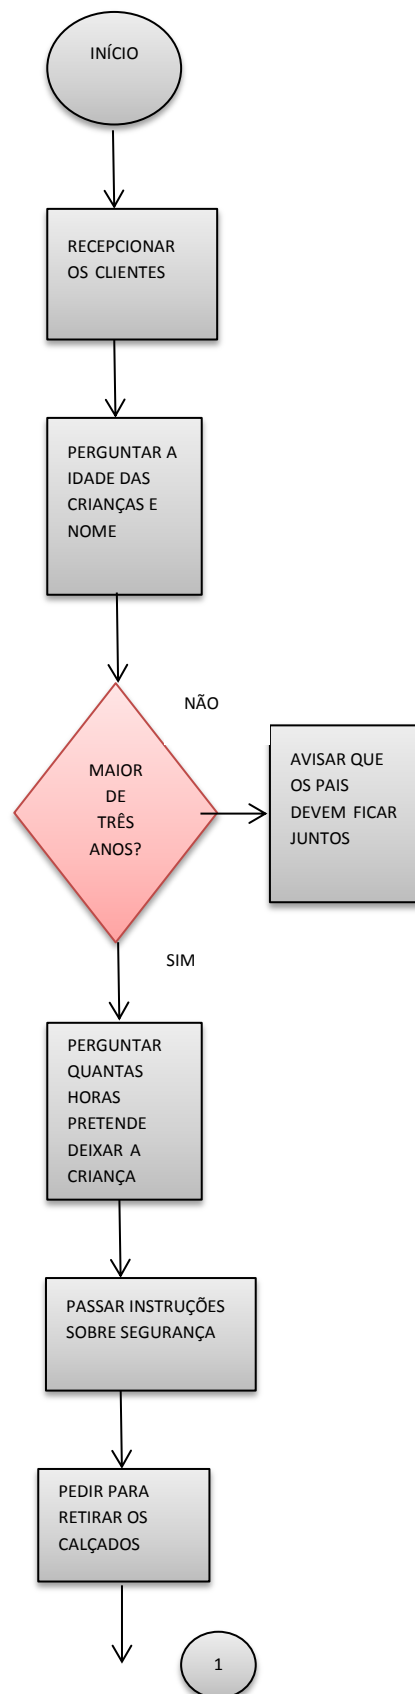 INÍCIO
RECEPCIONAR
OS CLIENTES
PERGUNTAR A
IDADE DAS
CRIANÇAS E
NOME
NÃO
MAIOR
DE
TRÊS
ANOS?
AVISAR QUE
OS PAIS
DEVEM FICAR
JUNTOS
SIM
PERGUNTAR
QUANTAS
HORAS
PRETENDE
DEIXAR A
CRIANÇA
PASSAR INSTRUÇÕES
SOBRE SEGURANÇA
PEDIR PARA
RETIRAR OS
CALÇADOS
1